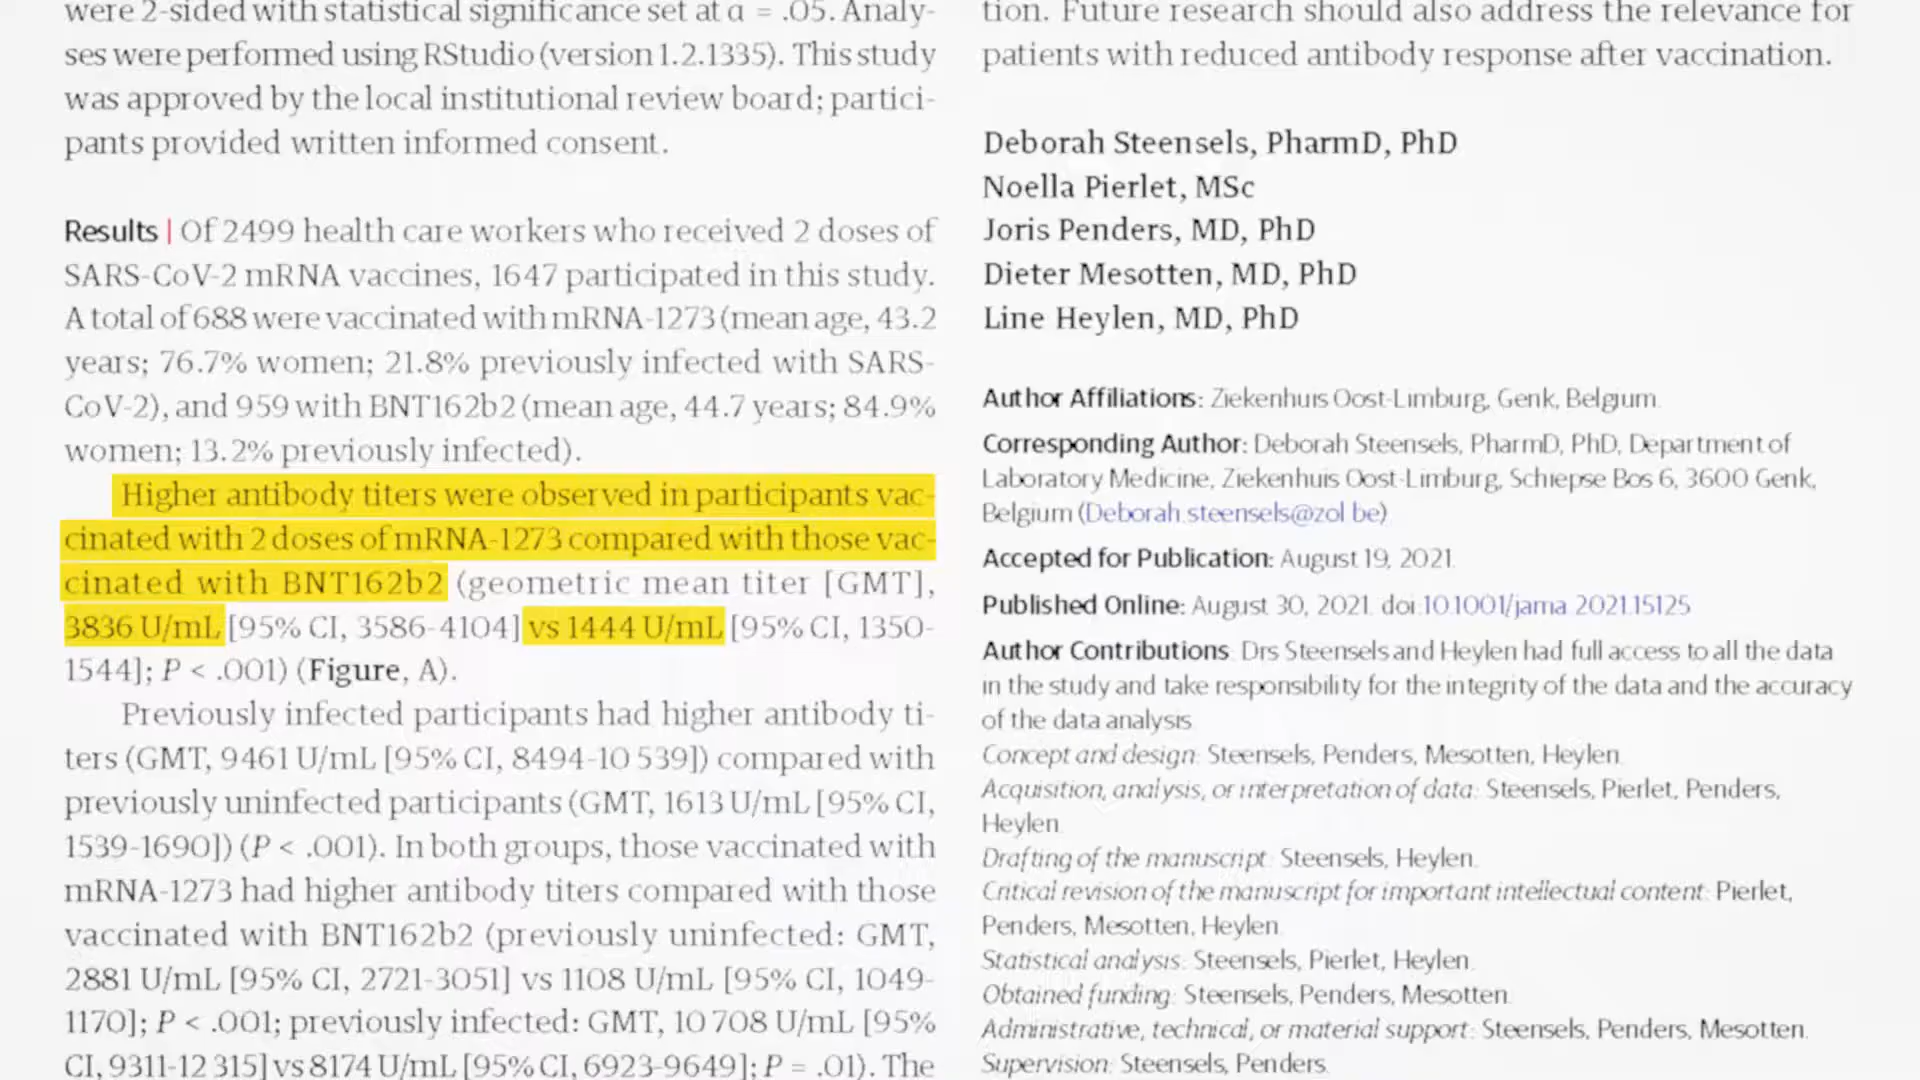 were 2-sided with statistical significance set at α = .05. Analy-
ses were performed using RStudio (version 1.2.1335). This study
was approved by the local institutional review board; partici-
pants provided written informed consent.
Results | Of 2499 health care workers who received 2 doses of
SARS-CoV-2 mRNA vaccines, 1647 participated in this study.
A total of 688 were vaccinated with mRNA-1273 (mean age, 43.2
years; 76.7% women; 21.8% previously infected with SARS-
CoV-2), and 959 with BNT162b2 (mean age, 44.7 years; 84.9%
women; 13.2% previously infected).
Higher antibody titers were observed in participants vac-
cinated with 2 doses of mRNA-1273 compared with those vac-
cinated with BNT162b2 (geometric mean titer [GMT],
3836 U/mL [95% CI, 3586-4104] vs 1444 U/mL [95% CI, 1350-
1544]; P < .001) (Figure, A).
Previously infected participants had higher antibody ti-
ters (GMT, 9461 U/mL [95% CI, 8494-10 539]) compared with
previously uninfected participants (GMT, 1613 U/mL [95% CI,
1539-1690]) (P < .001). In both groups, those vaccinated with
mRNA-1273 had higher antibody titers compared with those
vaccinated with BNT162b2 (previously uninfected: GMT,
2881 U/mL [95% CI, 2721-3051] vs 1108 U/mL [95% CI, 1049-
1170]; P < .001; previously infected: GMT, 10 708 U/mL [95%
CI, 9311-12 315] vs 8174 U/mL [95% CI, 6923-9649]; P = .01). The
tion. Future research should also address the relevance for
patients with reduced antibody response after vaccination.
Deborah Steensels, PharmD, PhD
Noella Pierlet, MSc
Joris Penders, MD, PhD
Dieter Mesotten, MD, PhD
Line Heylen, MD, PhD
Author Affiliations: Ziekenhuis Oost-Limburg, Genk, Belgium.
Corresponding Author: Deborah Steensels, PharmD, PhD, Department of
Laboratory Medicine, Ziekenhuis Oost-Limburg, Schiepse Bos 6, 3600 Genk,
Belgium (Deborah.steensels@zol.be)
Accepted for Publication: August 19, 2021.
Published Online: August 30, 2021. doi:10.1001/jama.2021.15125
Author Contributions: Drs Steensels and Heylen had full access to all the data
in the study and take responsibility for the integrity of the data and the accuracy
of the data analysis.
Concept and design: Steensels, Penders, Mesotten, Heylen.
Acquisition, analysis, or interpretation of data: Steensels, Pierlet, Penders,
Heylen.
Drafting of the manuscript: Steensels, Heylen.
Critical revision of the manuscript for important intellectual content: Pierlet,
Penders, Mesotten, Heylen.
Statistical analysis: Steensels, Pierlet, Heylen.
Obtained funding: Steensels, Penders, Mesotten.
Administrative, technical, or material support: Steensels, Penders, Mesotten.
Supervision: Steensels, Penders.